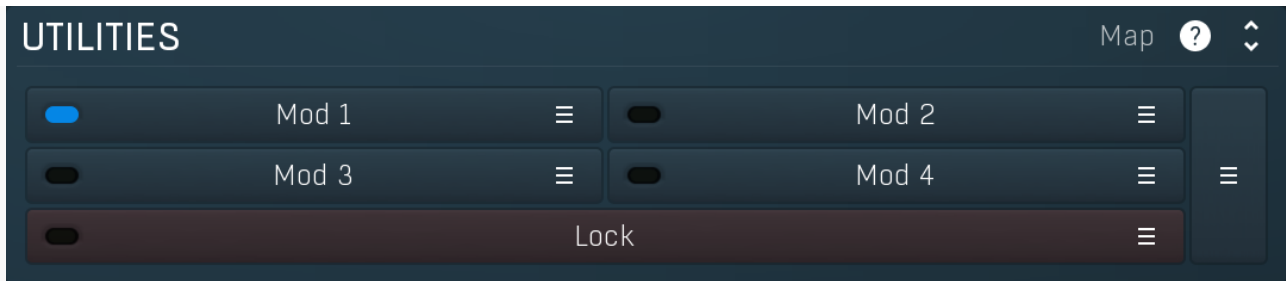 UTILITIES Map ?
Mod 1 Mod 2
Mod 3 Mod 4
Lock